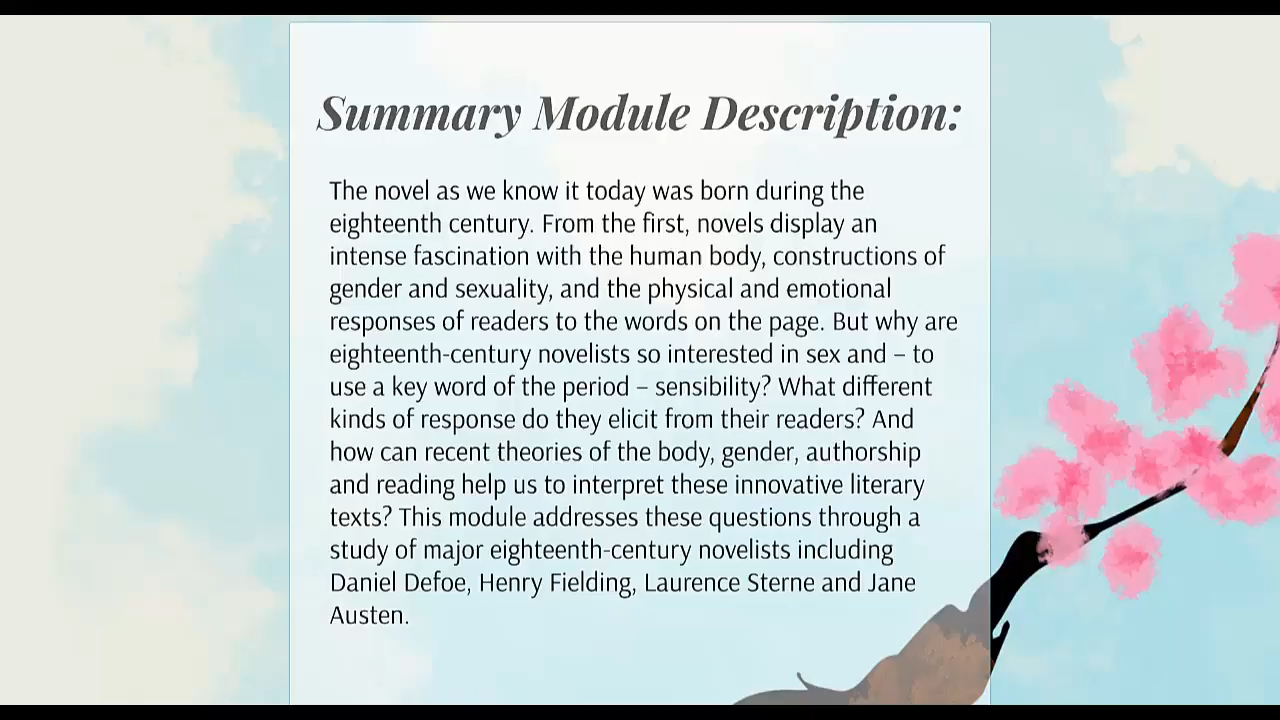 Summary Module Description:
The novel as we know it today was born during the
eighteenth century. From the first, novels display an
intense fascination with the human body, constructions of
gender and sexuality, and the physical and emotional
responses of readers to the words on the page. But why are
eighteenth-century novelists so interested in sex and – to
use a key word of the period – sensibility? What different
kinds of response do they elicit from their readers? And
how can recent theories of the body, gender, authorship
and reading help us to interpret these innovative literary
texts? This module addresses these questions through a
study of major eighteenth-century novelists including
Daniel Defoe, Henry Fielding, Laurence Sterne and Jane
Austen.